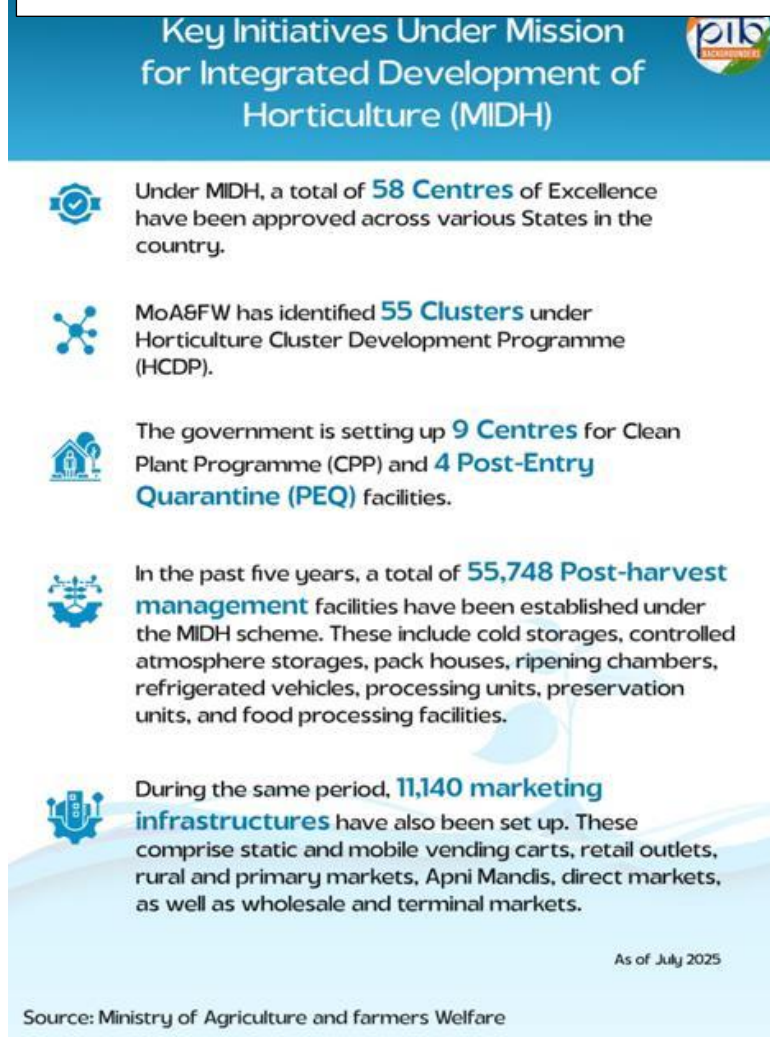 Key Initiatives Under Mission
for Integrated Development of
Horticulture (MIDH)
pib
BACKGROUNDERS
Under MIDH, a total of 58 Centres of Excellence
have been approved across various States in the
country.
MoA&FW has identified 55 Clusters under
Horticulture Cluster Development Programme
(HCDP).
The government is setting up 9 Centres for Clean
Plant Programme (CPP) and 4 Post-Entry
Quarantine (PEQ) facilities.
In the past five years, a total of 55,748 Post-harvest
management facilities have been established under
the MIDH scheme. These include cold storages, controlled
atmosphere storages, pack houses, ripening chambers,
refrigerated vehicles, processing units, preservation
units, and food processing facilities.
During the same period, 11,140 marketing
infrastructures have also been set up. These
comprise static and mobile vending carts, retail outlets,
rural and primary markets, Apni Mandis, direct markets,
as well as wholesale and terminal markets.
As of July 2025
Source: Ministry of Agriculture and farmers Welfare